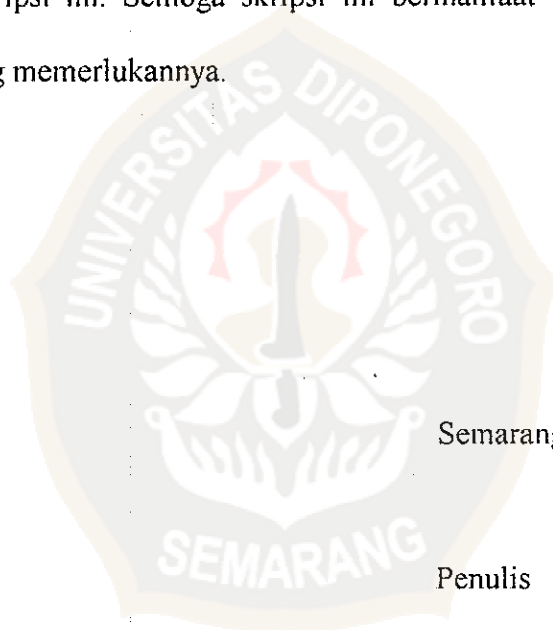 ripsi ini. Semoga skripsi ini bermanfaat
g memerlukannya.
UNIVERSITAS DIPONEGORO
Semarang
SEMARANG
Penulis